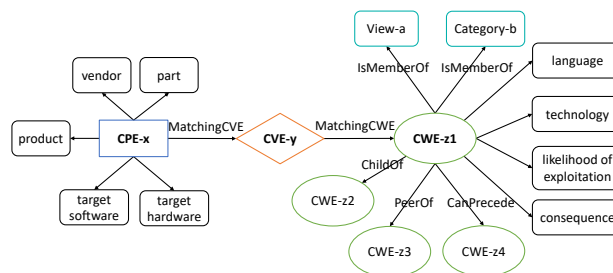 View-a
Category-b
IsMemberOf
IsMemberOf
language
vendor
part
technology
MatchingCVE
MatchingCWE
product
CPE-x
CVE-y
CWE-z1
likelihood of
exploitation
ChildOf
target
software
target
hardware
CWE-z2
PeerOf
CanPrecede
consequence
CWE-z3
CWE-z4